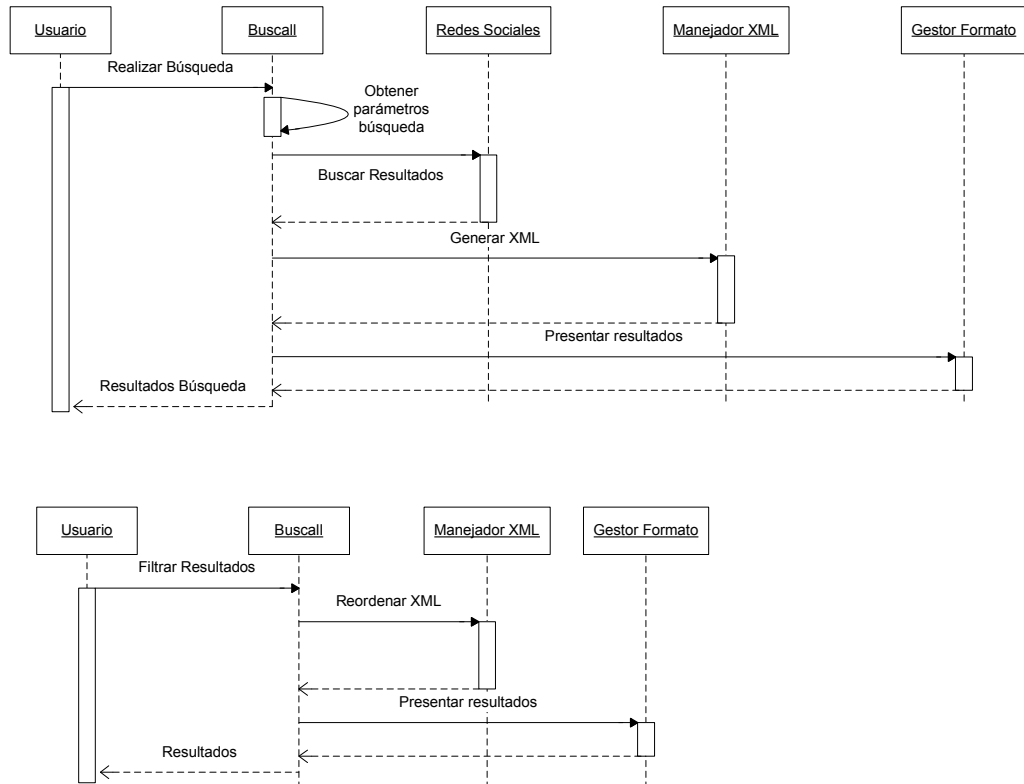 Usuario
Buscall
Redes Sociales
Manejador XML
Gestor Formato
Realizar Búsqueda
Obtener
parámetros
búsqueda
Buscar Resultados
Generar XML
Presentar resultados
Resultados Búsqueda
Usuario
Buscall
Manejador XML
Gestor Formato
Filtrar Resultados
Reordenar XML
Presentar resultados
Resultados